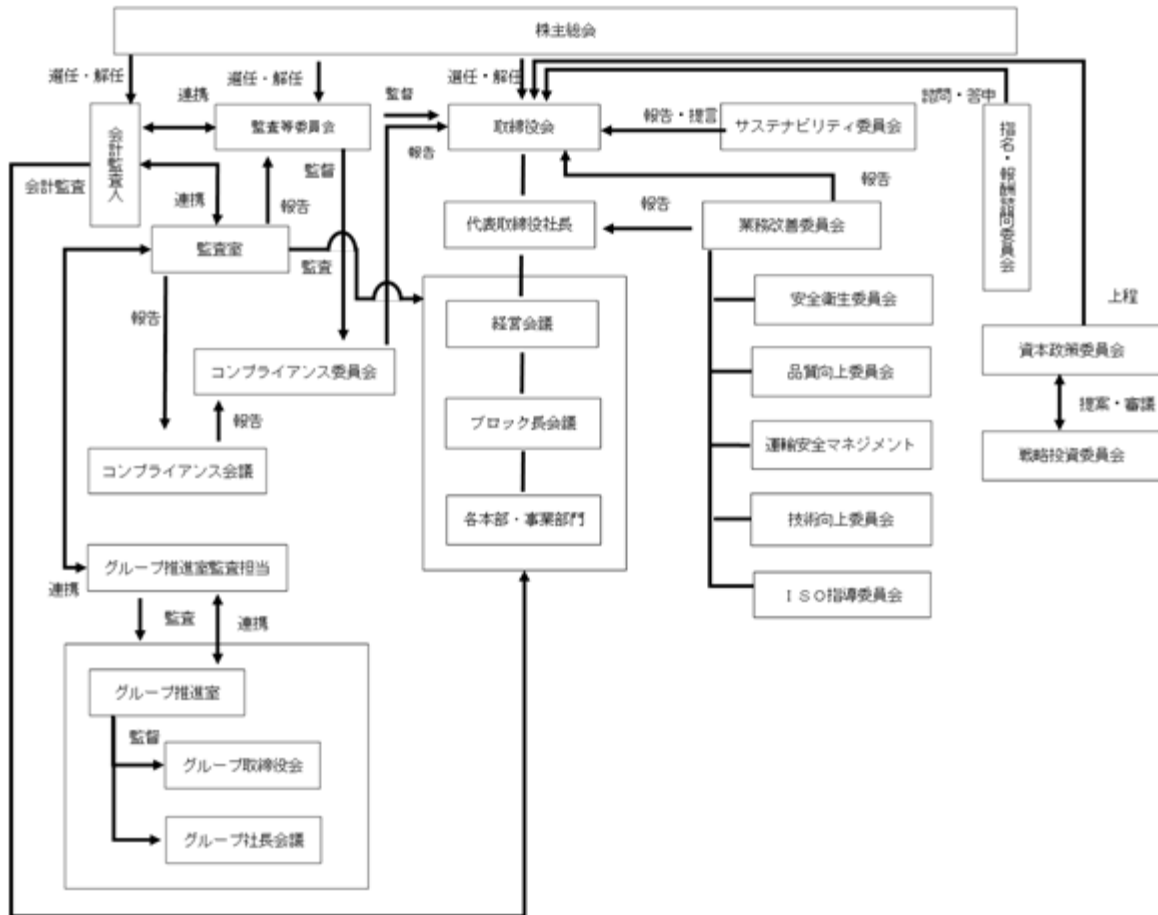 株主総会
選任・解任
選任・解任
選任・解任
諮問・答申
連携
監督
会計監査人
監査等委員会
取締役会
報告・提言
サステナビリティ委員会
指名・報酬諮問委員会
会計監査
監督
報告
報告
連携
報告
代表取締役社長
報告
業務改善委員会
監査室
監査
安全衛生委員会
上程
報告
経営会議
資本政策委員会
コンプライアンス委員会
品質向上委員会
提案・審議
報告
ブロック長会議
運輸安全マネジメント
戦略投資委員会
コンプライアンス会議
各本部・事業部門
技術向上委員会
グループ推進室監査担当
連携
監査
連携
ISO指導委員会
グループ推進室
監督
グループ取締役会
グループ社長会議